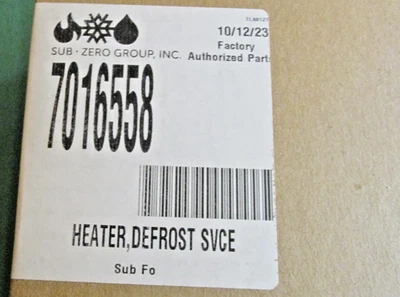 10/12/23
SUB-ZERO GROUP, INC.
Factory
Authorized Parts
7016558
HEATER,DEFROST SVCE
Sub Fo